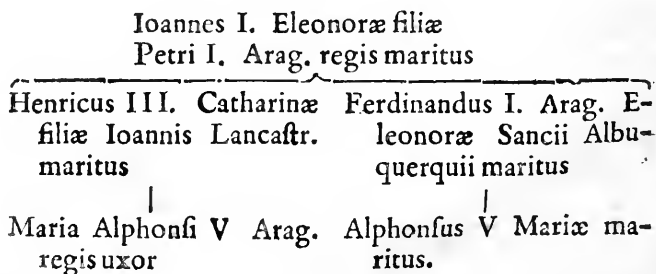 Ioannes I. Eleonoræ filiæ
Petri I. Arag. regis maritus
Henricus III. Catharinæ
filiæ Ioannis Lancaſtr.
maritus
Ferdinandus I. Arag. E-
leonoræ Sancii Albu-
querquii maritus
Maria Alphonſi V Arag.
regis uxor
Alphonſus V Mariæ ma-
ritus.